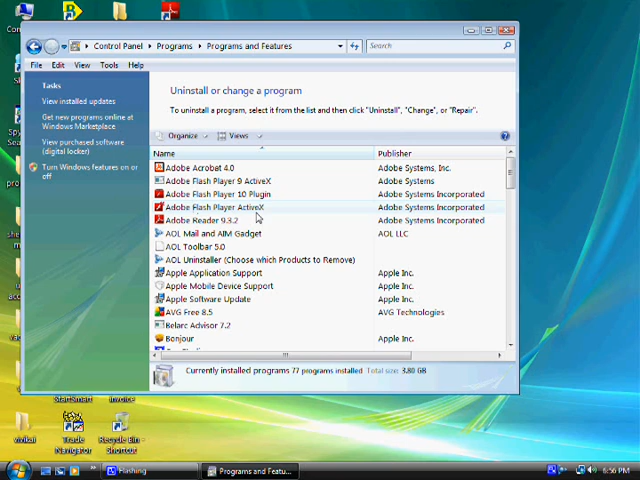 Control Panel Programs Programs and Features
Search
File Edit View Tools Help
Tasks
View installed updates
Get new programs online at
Windows Marketplace
View purchased software
(digital locker)
Turn Windows features on or
off
Uninstall or change a program
To uninstall a program, select it from the list and then click "Uninstall", "Change", or "Repair".
Organize Views
Name Publisher
Adobe Acrobat 4.0 Adobe Systems, Inc.
Adobe Flash Player 9 ActiveX Adobe Systems
Adobe Flash Player 10 Plugin Adobe Systems Incorporated
Adobe Flash Player ActiveX Adobe Systems Incorporated
Adobe Reader 9.3.2 Adobe Systems Incorporated
AOL Mail and AIM Gadget AOL LLC
AOL Toolbar 5.0
AOL Uninstaller (Choose which Products to Remove)
Apple Application Support Apple Inc.
Apple Mobile Device Support Apple Inc.
Apple Software Update Apple Inc.
AVG Free 8.5 AVG Technologies
Belarc Advisor 7.2
Bonjour Apple Inc.
Currently installed programs 77 programs installed Total size: 3.80 GB
StartSmart
invoice
vivikai
Trade
Navigator
Recycle Bin -
Shortcut
Flashing
Programs and Featu...
6:56 PM